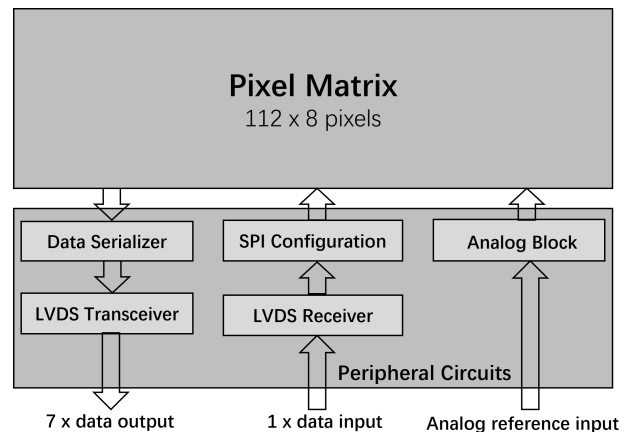 Pixel Matrix
112 x 8 pixels
Data Serializer
SPI Configuration
Analog Block
LVDS Transceiver
LVDS Receiver
Peripheral Circuits
7 x data output
1 x data input
Analog reference input